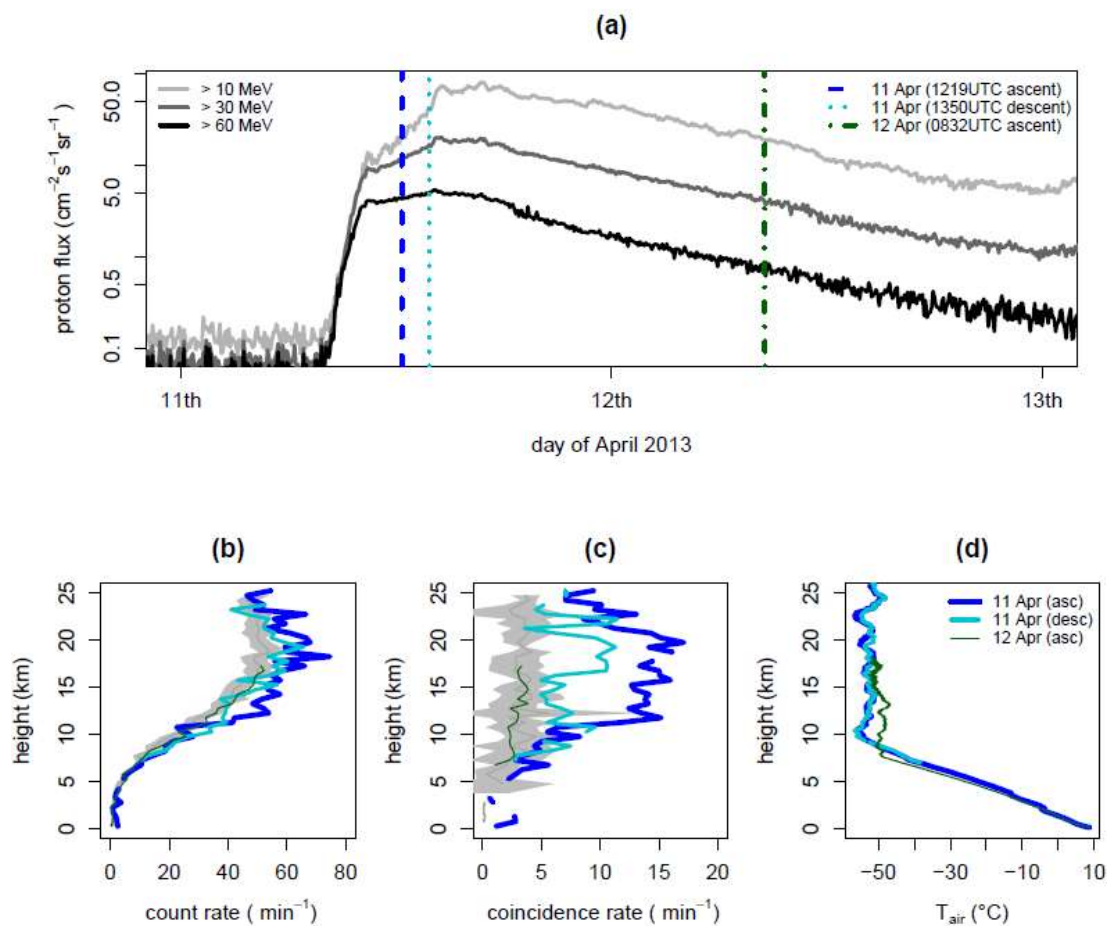 (a)
proton flux ( cm⁻²s⁻¹sr⁻¹)
50.0
5.0
0.5
0.1
> 10 MeV
> 30 MeV
> 60 MeV
11 Apr (1219UTC ascent)
11 Apr (1350UTC descent)
12 Apr (0832UTC ascent)
11th 12th 13th
day of April 2013
(b)
height (km)
25
20
15
10
5
0
0 20 40 60 80
count rate ( min⁻¹)
(c)
height (km)
25
20
15
10
5
0
0 5 10 15 20
coincidence rate ( min⁻¹)
(d)
height (km)
25
20
15
10
5
0
11 Apr (asc)
11 Apr (desc)
12 Apr (asc)
−50 −30 −10 10
T_air (°C)